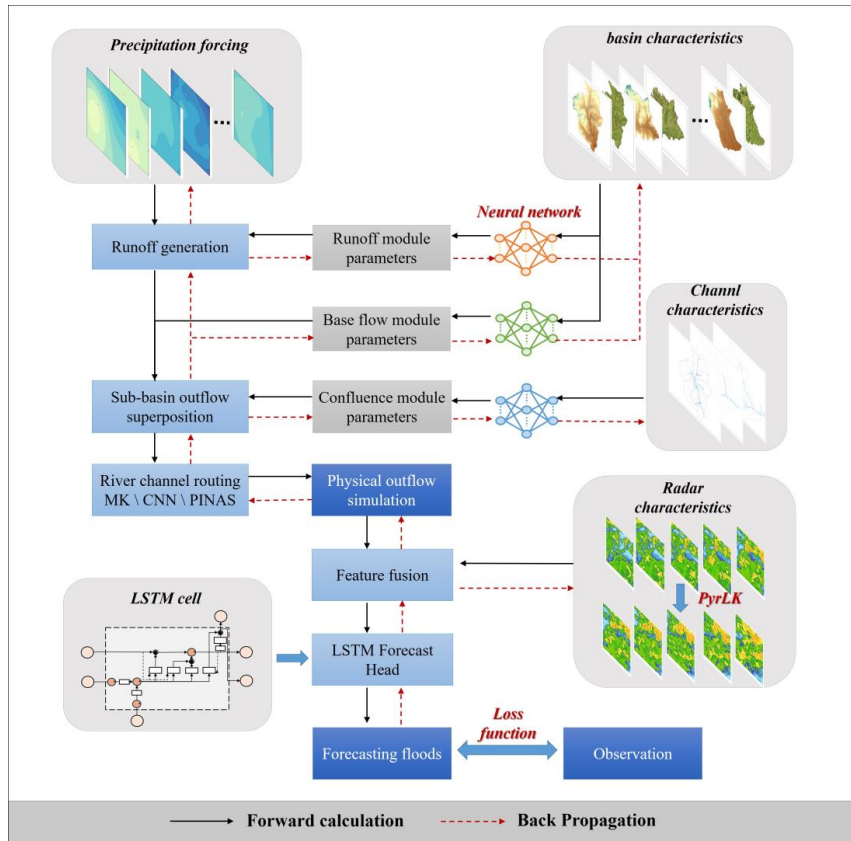 Precipitation forcing
...
basin characteristics
...
Neural network
Runoff generation
Runoff module
parameters
Base flow module
parameters
Channl
characteristics
Sub-basin outflow
superposition
Confluence module
parameters
River channel routing
MK \ CNN \ PINAS
Physical outflow
simulation
Radar
characteristics
Feature fusion
PyrLK
LSTM cell
LSTM Forecast
Head
Loss
function
Forecasting floods
Observation
Forward calculation
Back Propagation